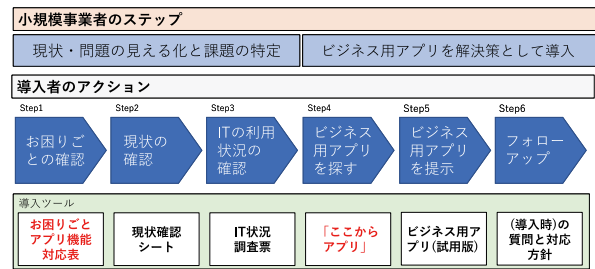 小規模事業者のステップ
現状・問題の見える化と課題の特定
ビジネス用アプリを解決策として導入
導入者のアクション
Step1
Step2
Step3
Step4
Step5
Step6
お困りご
との確認
現状の
確認
ITの利用
状況の
確認
ビジネス
用アプリ
を探す
ビジネス
用アプリ
を提示
フォロー
アップ
導入ツール
お困りごと
アプリ機能
対応表
現状確認
シート
IT状況
調査票
「ここから
アプリ」
ビジネス用ア
プリ(試用版)
(導入時)の
質問と対応
方針